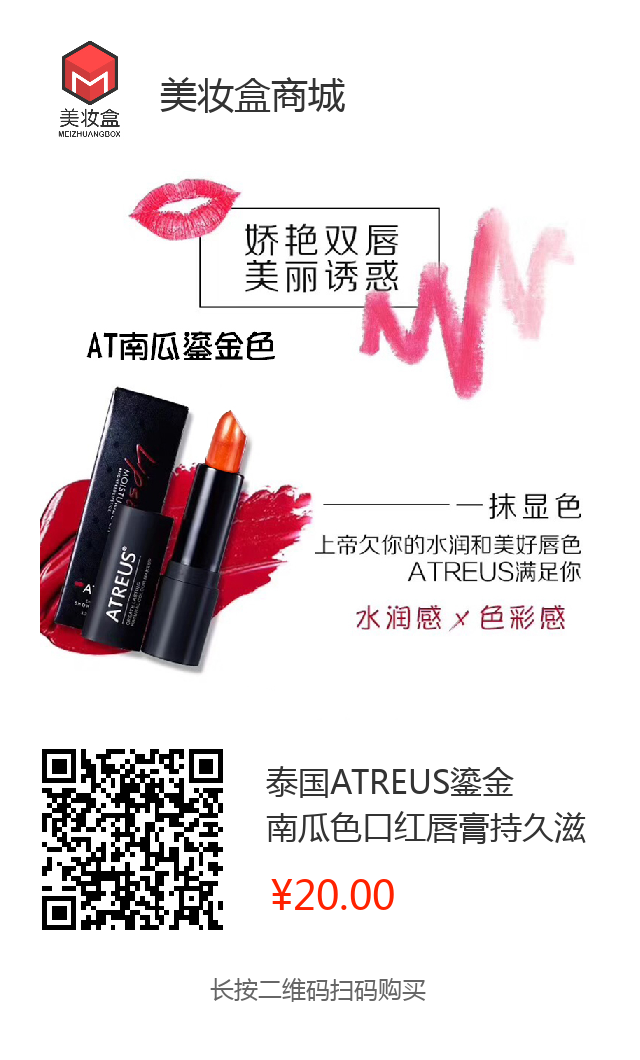 美妆盒
MEIZHUANGBOX
美妆盒商城
娇艳双唇
美丽诱惑
AT南瓜鎏金色
ATREUS®
一抹显色
上帝欠你的水润和美好唇色
ATREUS满足你
水润感×色彩感
泰国ATREUS鎏金
南瓜色口红唇膏持久滋
¥20.00
长按二维码扫码购买